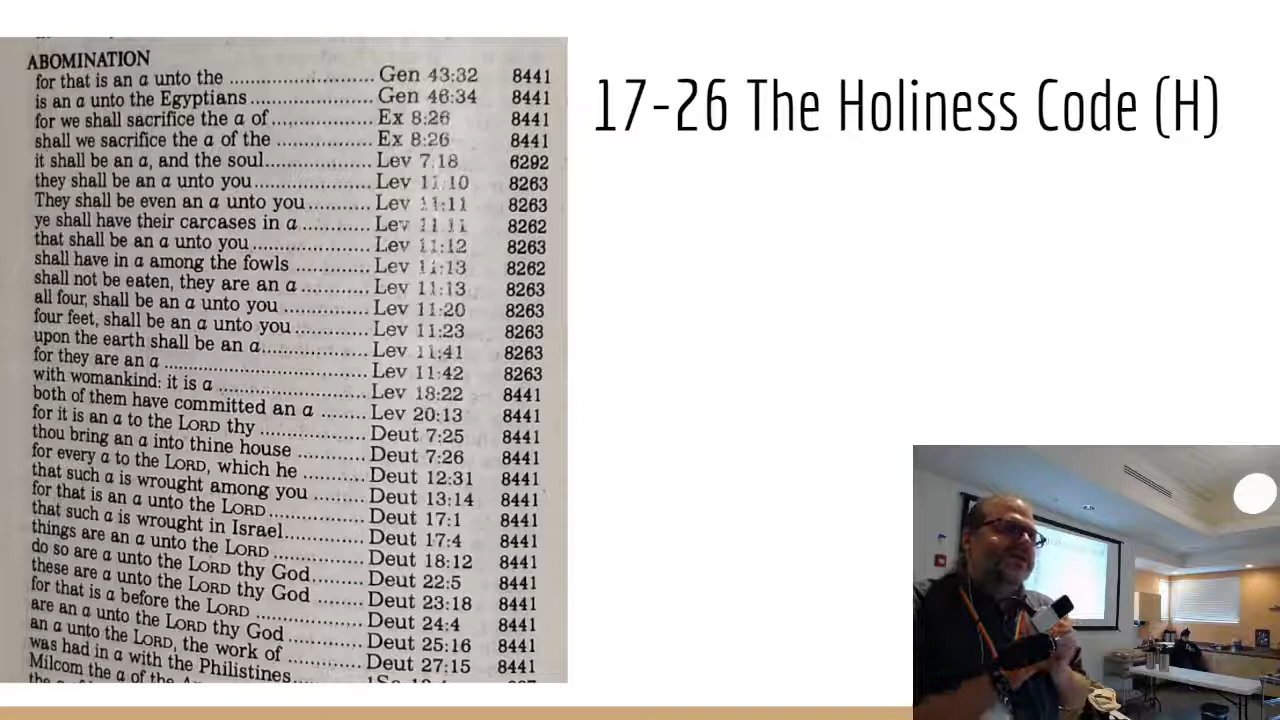 ABOMINATION
for that is an a unto the ........................ Gen 43:32 8441
is an a unto the Egyptians ..................... Gen 46:34 8441
for we shall sacrifice the a of ................. Ex 8:26 8441
shall we sacrifice the a of the ................ Ex 8:26 8441
it shall be an a, and the soul .................. Lev 7.18 6292
they shall be an a unto you .................... Lev 11:10 8263
They shall be even an a unto you ........... Lev 11:11 8263
ye shall have their carcases in a ............ Lev 11:11 8262
that shall be an a unto you .................... Lev 11:12 8263
shall have in a among the fowls ............. Lev 11:13 8262
shall not be eaten, they are an a ............ Lev 11:13 8263
all four, shall be an a unto you ............... Lev 11:20 8263
four feet, shall be an a unto you ............. Lev 11:23 8263
upon the earth shall be an a .................. Lev 11:41 8263
for they are an a .................................. Lev 11:42 8263
with womankind: it is a ......................... Lev 18:22 8441
both of them have committed an a ........ Lev 20:13 8441
for it is an a to the LORD thy ................. Deut 7:25 8441
thou bring an a into thine house ............ Deut 7:26 8441
for every a to the LORD, which he ........... Deut 12:31 8441
that such a is wrought among you ........ Deut 13:14 8441
for that is an a unto the LORD ................ Deut 17:1 8441
that such a is wrought in Israel.............. Deut 17:4 8441
things are an a unto the LORD ............... Deut 18:12 8441
do so are a unto the LORD thy God........ Deut 22:5 8441
these are a unto the LORD thy God ....... Deut 23:18 8441
for that is a before the LORD ................. Deut 24:4 8441
are an a unto the LORD thy God ............ Deut 25:16 8441
an a unto the LORD, the work of ............ Deut 27:15 8441
was had in a with the Philistines....
Milcom the a of the
17-26 The Holiness Code (H)